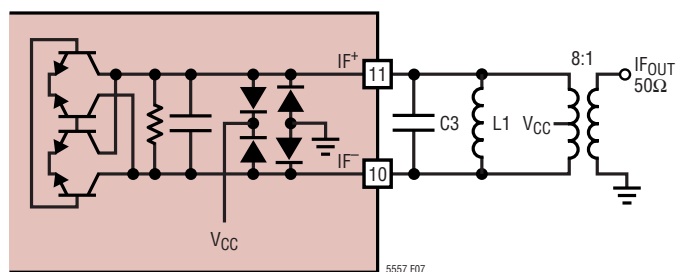 IF+
11
8:1
IFOUT
50Ω
C3
L1
VCC
IF−
10
VCC
5557 F07